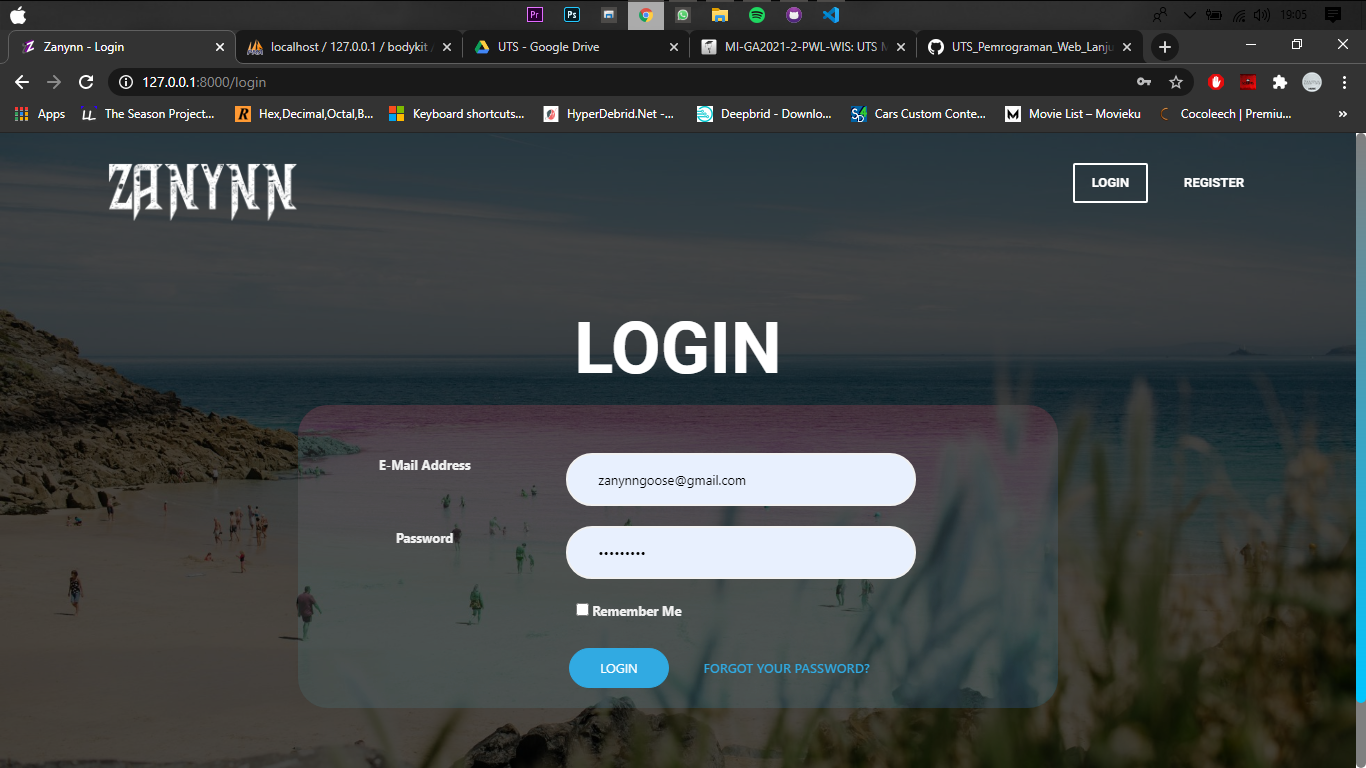 Pr Ps 19:05
Zanynn - Login localhost / 127.0.0.1 / bodykit UTS - Google Drive MI-GA2021-2-PWL-WIS: UTS UTS_Pemrograman_Web_Lanju
127.0.0.1:8000/login
Apps The Season Project... Hex,Decimal,Octal,B... Keyboard shortcuts... HyperDebrid.Net -... Deepbrid - Downlo... Cars Custom Conte... Movie List – Movieku Cocoleech | Premiu... »
ZANYNN LOGIN REGISTER
LOGIN
E-Mail Address zanynngoose@gmail.com
Password •••••••••
Remember Me
LOGIN FORGOT YOUR PASSWORD?